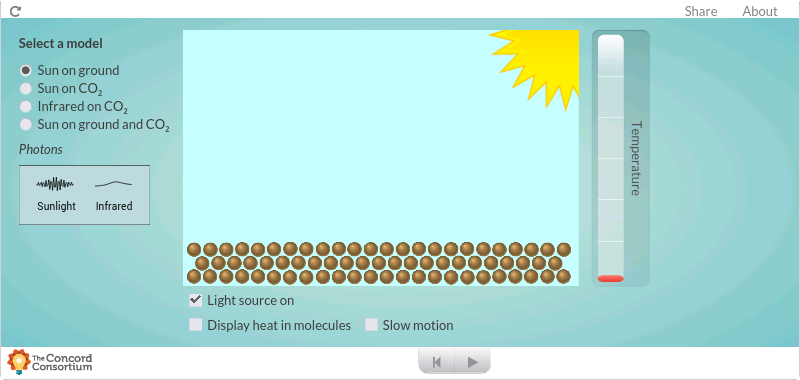 Share About
Select a model
Sun on ground
Sun on CO₂
Infrared on CO₂
Sun on ground and CO₂
Photons
Sunlight Infrared
Temperature
Light source on
Display heat in molecules Slow motion
The Concord
Consortium